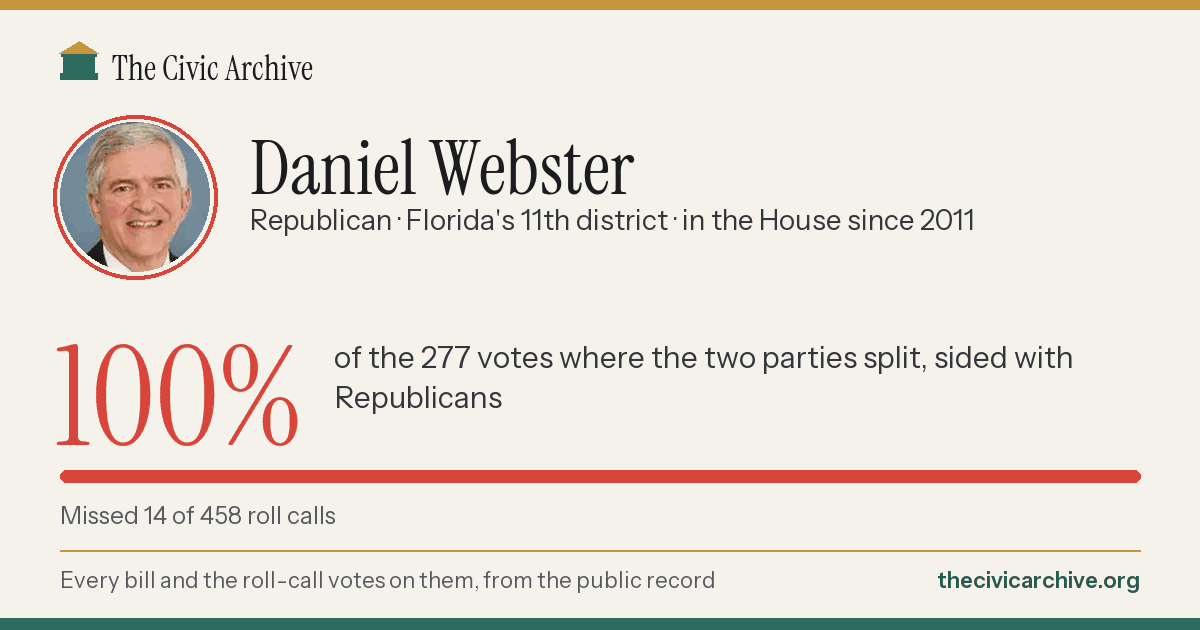 The Civic Archive
Daniel Webster
Republican · Florida's 11th district · in the House since 2011
100%
of the 277 votes where the two parties split, sided with
Republicans
Missed 14 of 458 roll calls
Every bill and the roll-call votes on them, from the public record
thecivicarchive.org